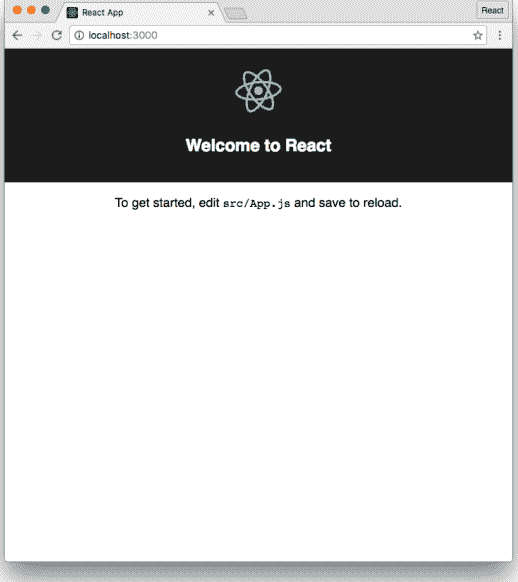 React App
React
localhost:3000
Welcome to React
To get started, edit src/App.js and save to reload.